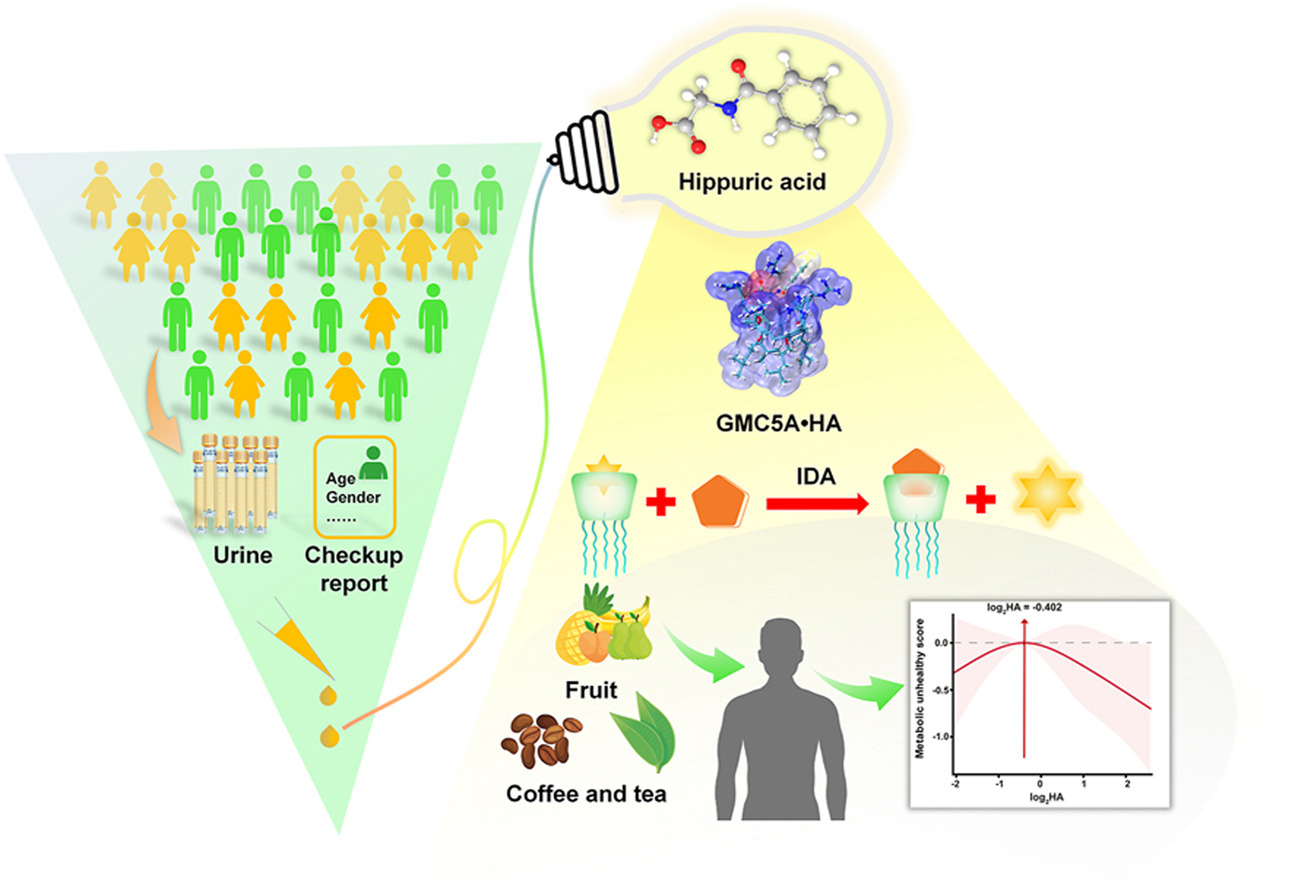 Hippuric acid
GMC5A•HA
IDA
Age
Gender
......
Urine
Checkup
report
Fruit
Coffee and tea
log₂HA = -0.402
Metabolic unhealthy score
0.0
-0.5
-1.0
-2
-1
0
1
2
log₂HA